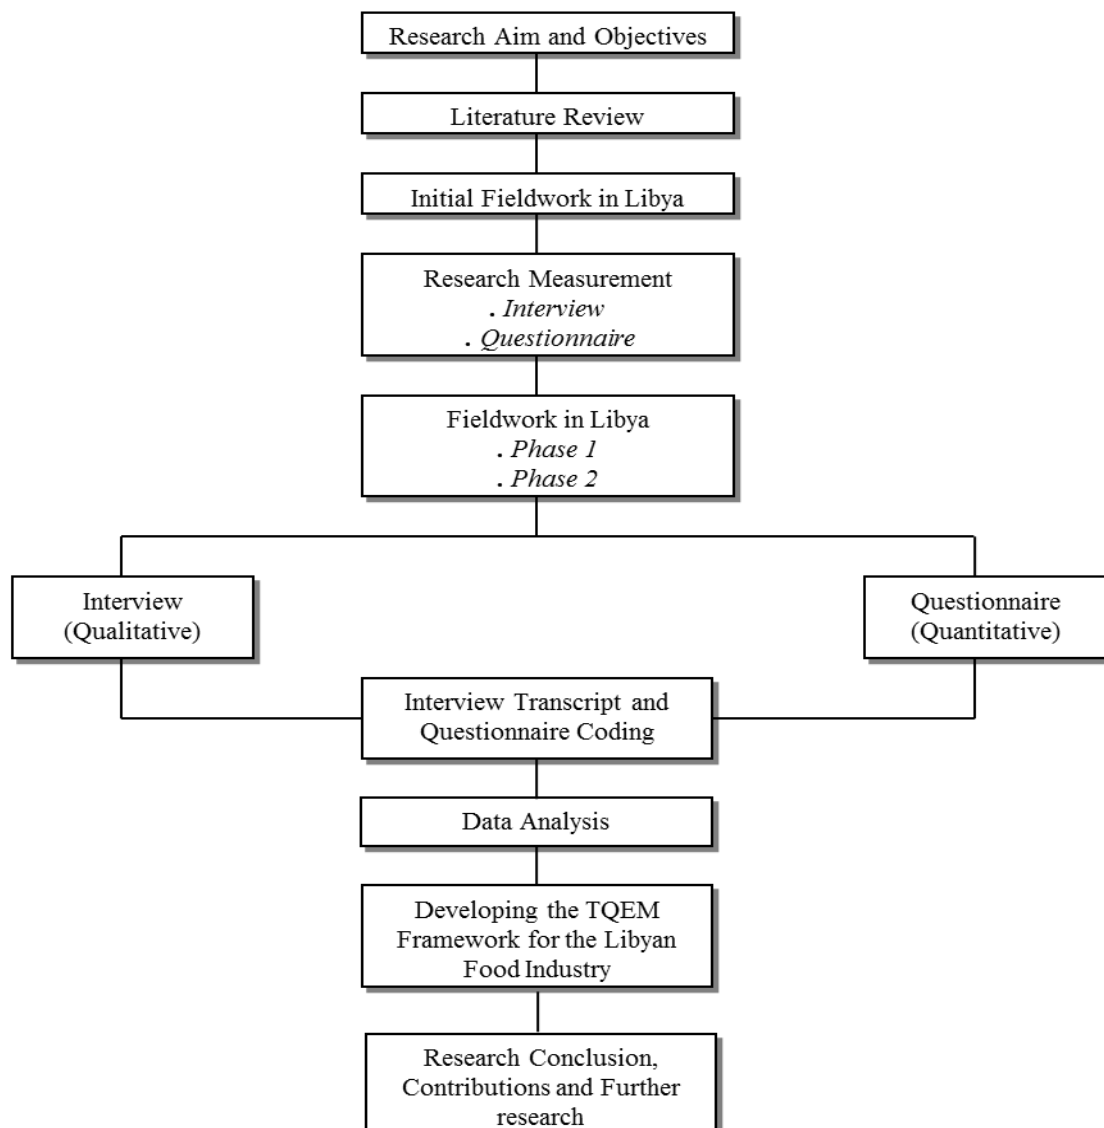 Research Aim and Objectives
Literature Review
Initial Fieldwork in Libya
Research Measurement
. Interview
. Questionnaire
Fieldwork in Libya
. Phase 1
. Phase 2
Interview
(Qualitative)
Questionnaire
(Quantitative)
Interview Transcript and
Questionnaire Coding
Data Analysis
Developing the TQEM
Framework for the Libyan
Food Industry
Research Conclusion,
Contributions and Further
research